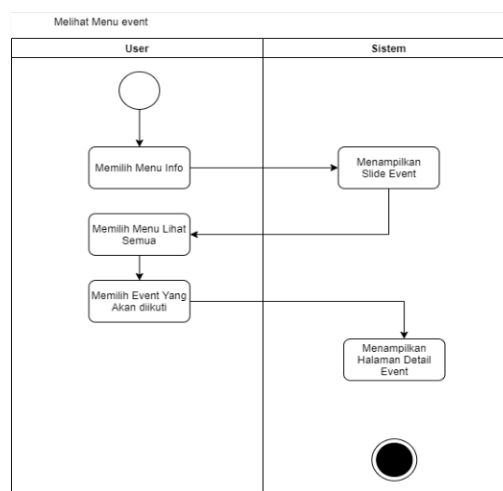 Melihat Menu event
User
Sistem
Memilih Menu Info
Menampilkan
Slide Event
Memilih Menu Lihat
Semua
Memilih Event Yang
Akan diikuti
Menampilkan
Halaman Detail
Event